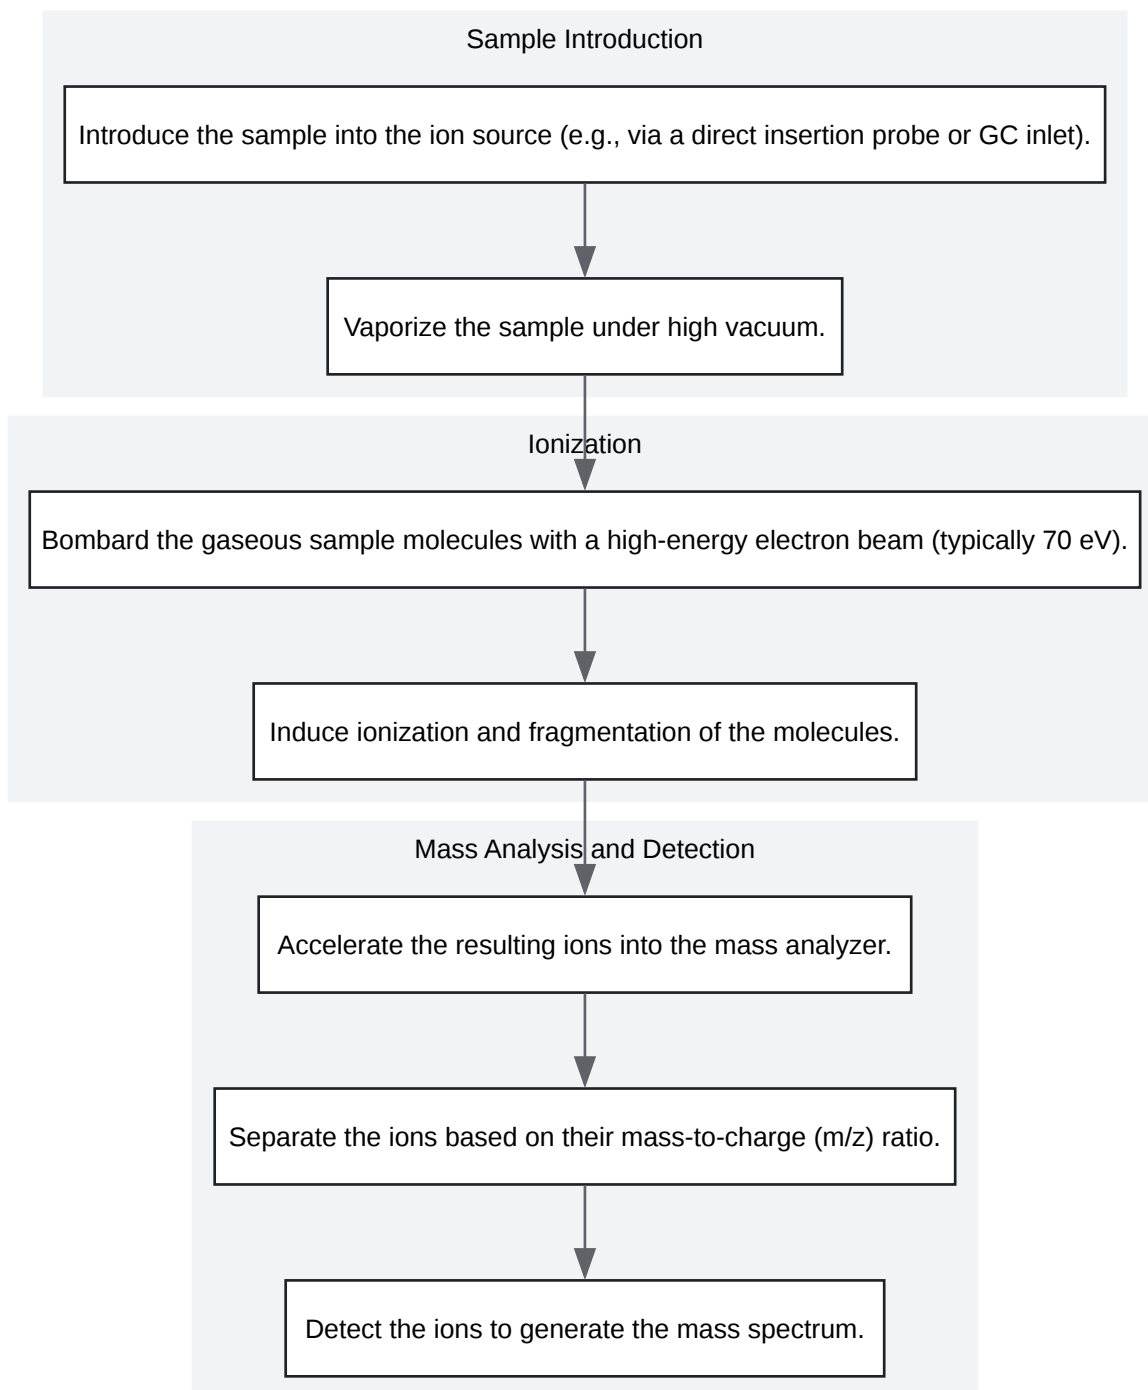 Sample Introduction
Introduce the sample into the ion source (e.g., via a direct insertion probe or GC inlet).
Vaporize the sample under high vacuum.
Ionization
Bombard the gaseous sample molecules with a high-energy electron beam (typically 70 eV).
Induce ionization and fragmentation of the molecules.
Mass Analysis and Detection
Accelerate the resulting ions into the mass analyzer.
Separate the ions based on their mass-to-charge (m/z) ratio.
Detect the ions to generate the mass spectrum.